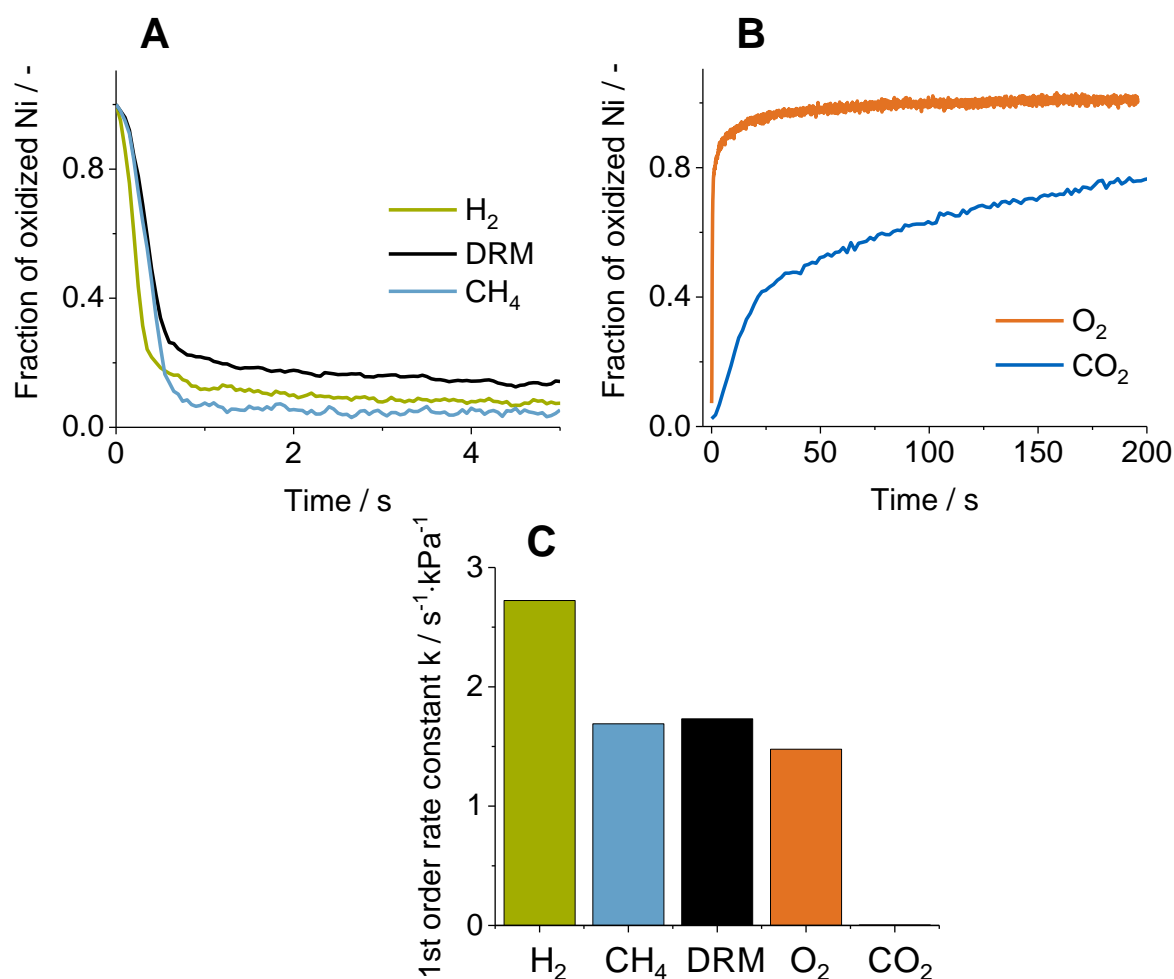 A
Fraction of oxidized Ni / -
0.8
0.4
0.0
0
2
4
Time / s
H₂
DRM
CH₄
B
Fraction of oxidized Ni / -
0.8
0.4
0.0
0
50
100
150
200
Time / s
O₂
CO₂
C
1st order rate constant k / s⁻¹·kPa⁻¹
3
2
1
0
H₂
CH₄
DRM
O₂
CO₂